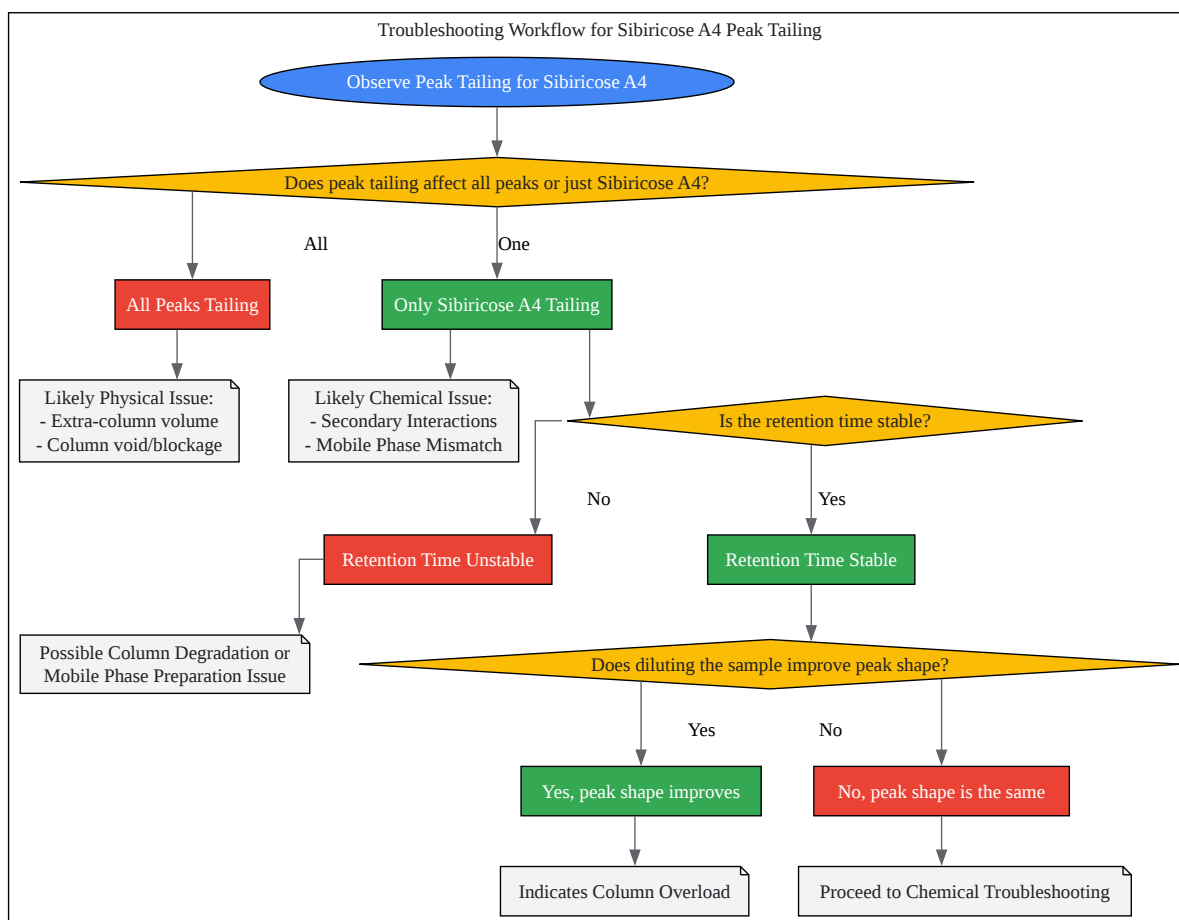 Troubleshooting Workflow for Sibiricose A4 Peak Tailing
Observe Peak Tailing for Sibiricose A4
Does peak tailing affect all peaks or just Sibiricose A4?
All
One
All Peaks Tailing
Only Sibiricose A4 Tailing
Likely Physical Issue:
- Extra-column volume
- Column void/blockage
Likely Chemical Issue:
- Secondary Interactions
- Mobile Phase Mismatch
Is the retention time stable?
No
Yes
Retention Time Unstable
Retention Time Stable
Possible Column Degradation or
Mobile Phase Preparation Issue
Does diluting the sample improve peak shape?
Yes
No
Yes, peak shape improves
No, peak shape is the same
Indicates Column Overload
Proceed to Chemical Troubleshooting